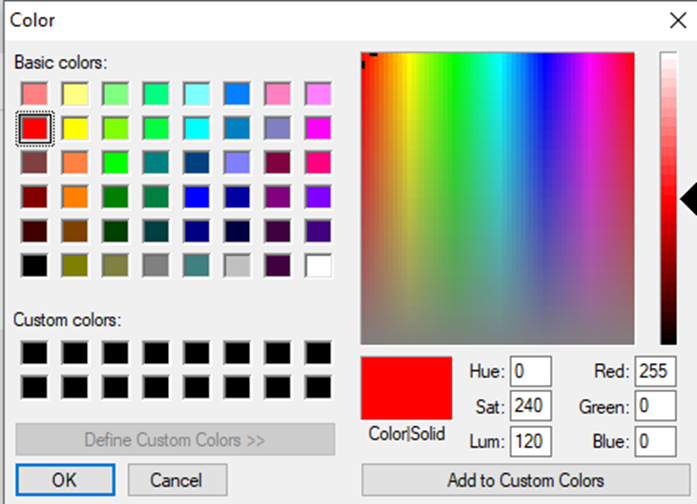 Color
Basic colors:
Custom colors:
Define Custom Colors >>
OK
Cancel
Color|Solid
Hue: 0
Sat: 240
Lum: 120
Red: 255
Green: 0
Blue: 0
Add to Custom Colors